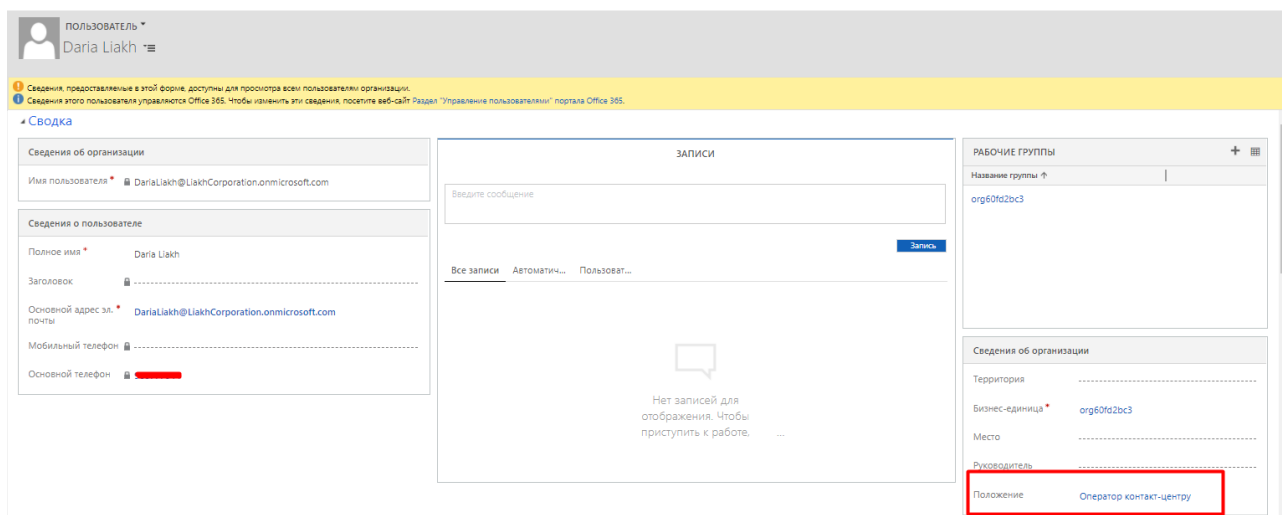 ПОЛЬЗОВАТЕЛЬ
Daria Liakh
Сведения, предоставляемые в этой форме, доступны для просмотра всем пользователям организации.
Сведения этого пользователя управляются Office 365. Чтобы изменить эти сведения, посетите веб-сайт Раздел "Управление пользователями" портала Office 365.
Сводка
Сведения об организации
Имя пользователя * DariaLiakh@LiakhCorporation.onmicrosoft.com
Сведения о пользователе
Полное имя * Daria Liakh
Заголовок
Основной адрес эл. * DariaLiakh@LiakhCorporation.onmicrosoft.com
почты
Мобильный телефон
Основной телефон
ЗАПИСИ
Введите сообщение
Запись
Все записи Автоматич... Пользоват...
Нет записей для
отображения. Чтобы
приступить к работе, ...
РАБОЧИЕ ГРУППЫ
Название группы ↑
org60fd2bc3
Сведения об организации
Территория
Бизнес-единица * org60fd2bc3
Место
Руководитель
Положение Оператор контакт-центру